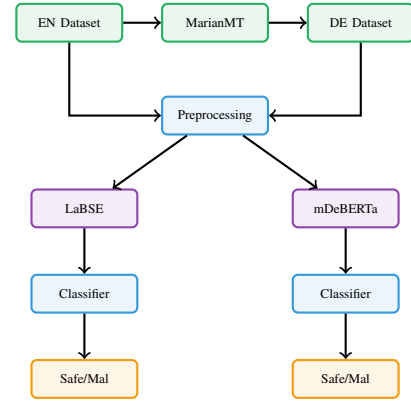 EN Dataset
MarianMT
DE Dataset
Preprocessing
LaBSE
mDeBERTa
Classifier
Classifier
Safe/Mal
Safe/Mal